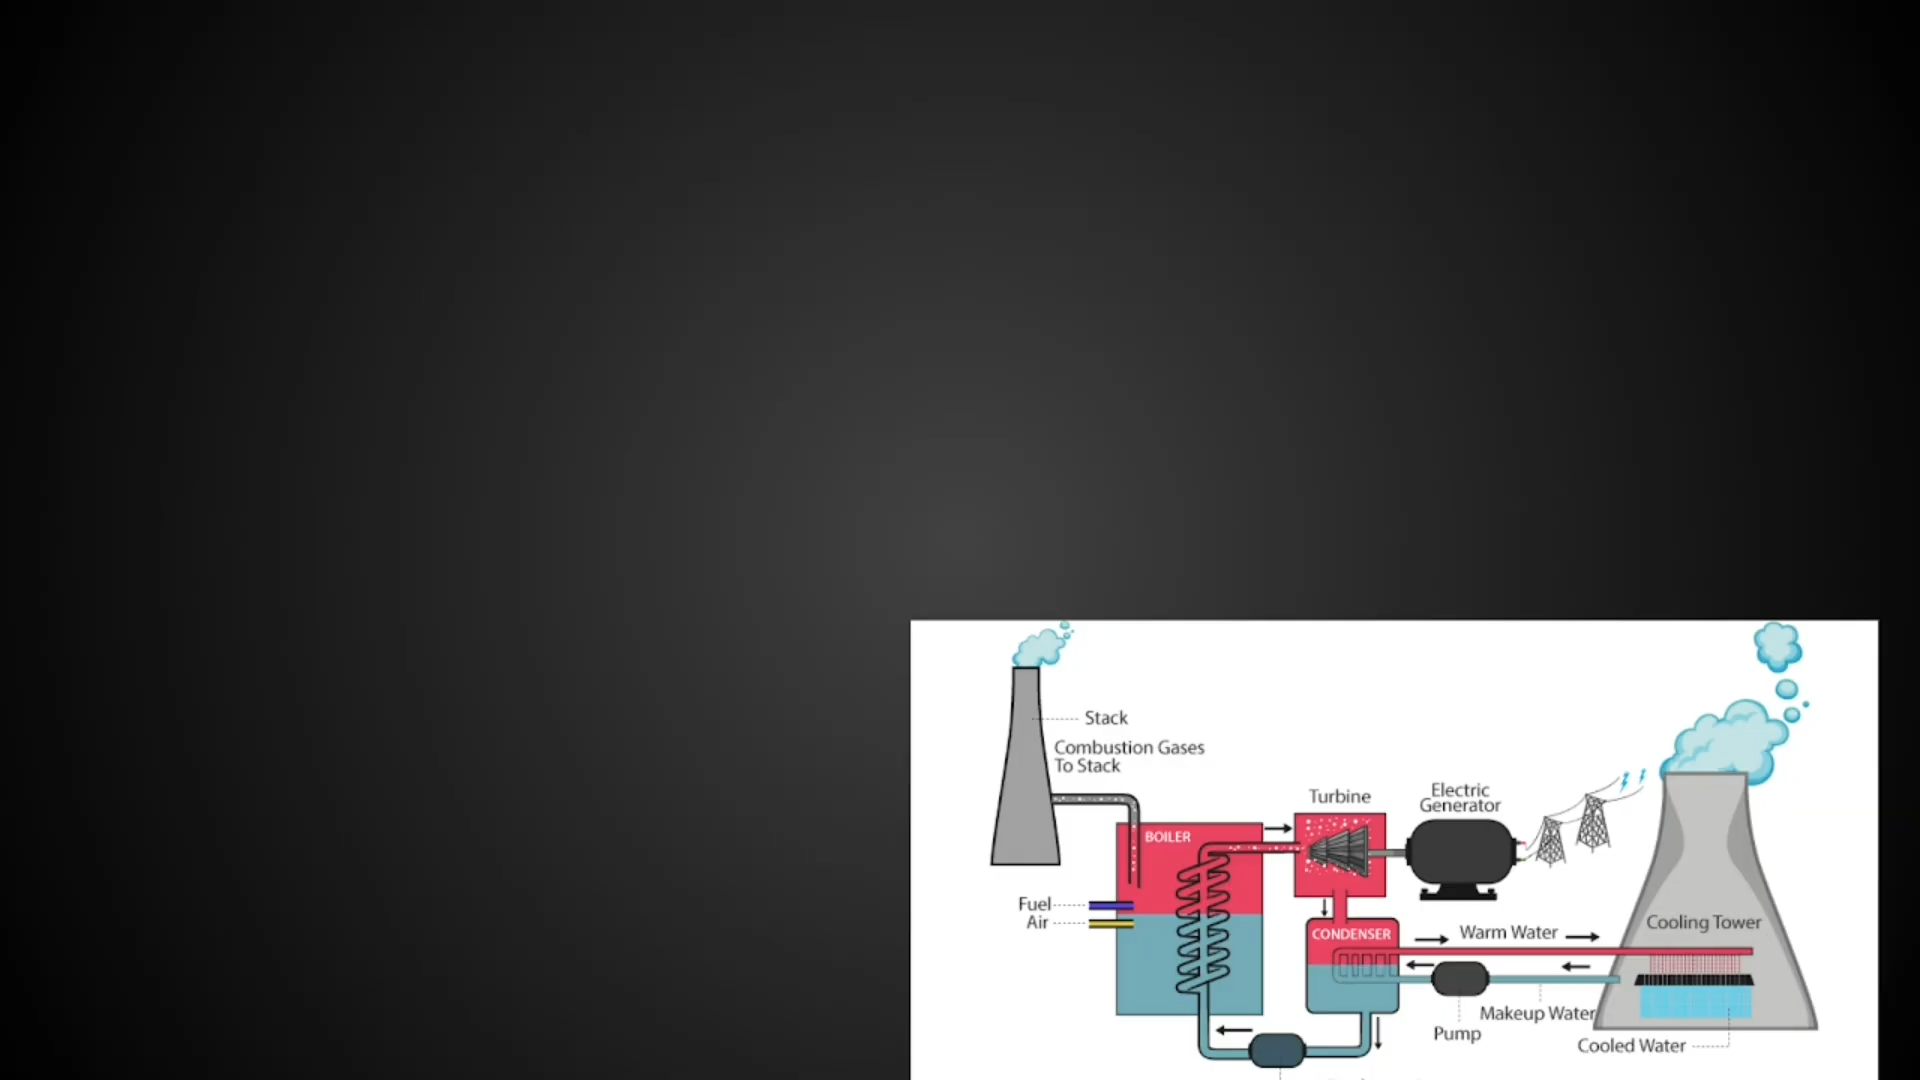 Stack
Combustion Gases
To Stack
Turbine
Electric
Generator
BOILER
Fuel
Air
CONDENSER
Warm Water
Cooling Tower
Makeup Water
Pump
Cooled Water